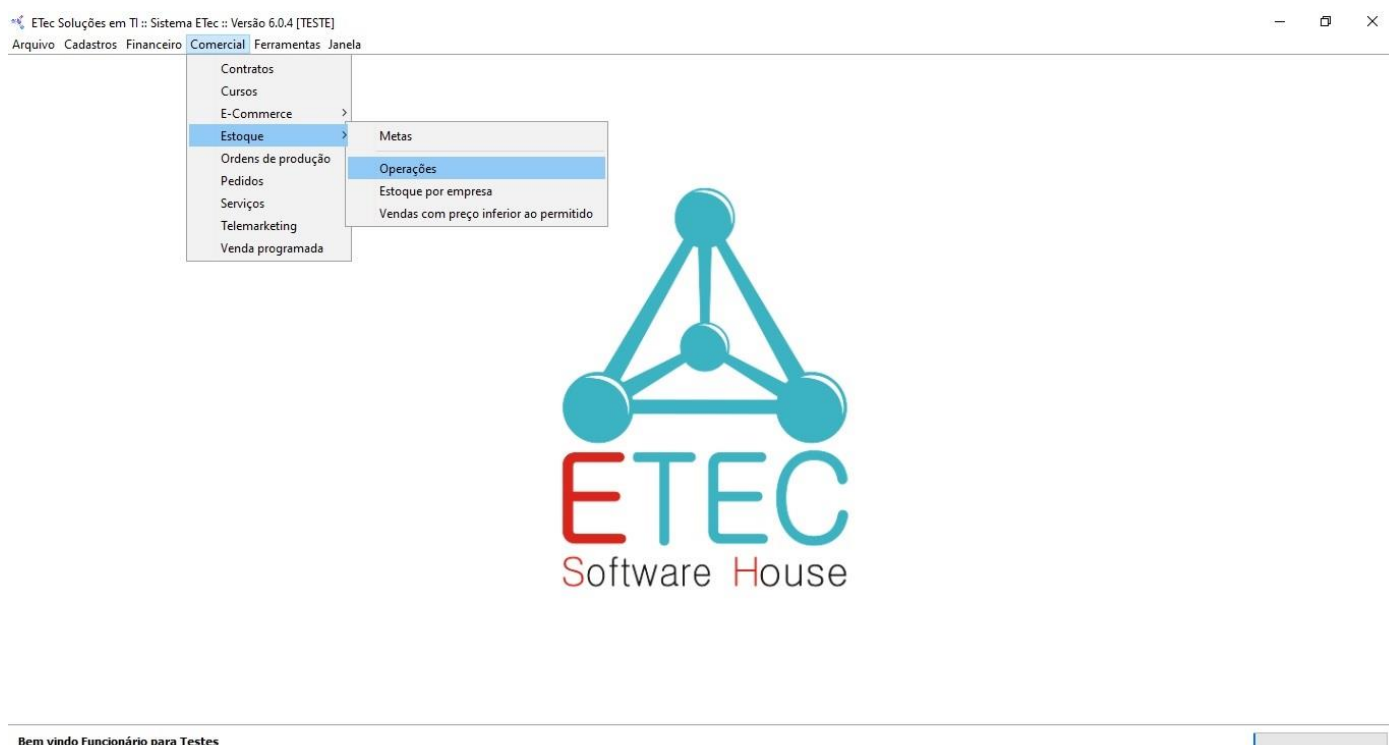 ETec Soluções em TI :: Sistema ETec :: Versão 6.0.4 [TESTE]
Arquivo Cadastros Financeiro Comercial Ferramentas Janela
Contratos
Cursos
E-Commerce
Estoque
Ordens de produção
Pedidos
Serviços
Telemarketing
Venda programada
Metas
Operações
Estoque por empresa
Vendas com preço inferior ao permitido
ETEC
Software House
Bem vindo Funcionário para Testes